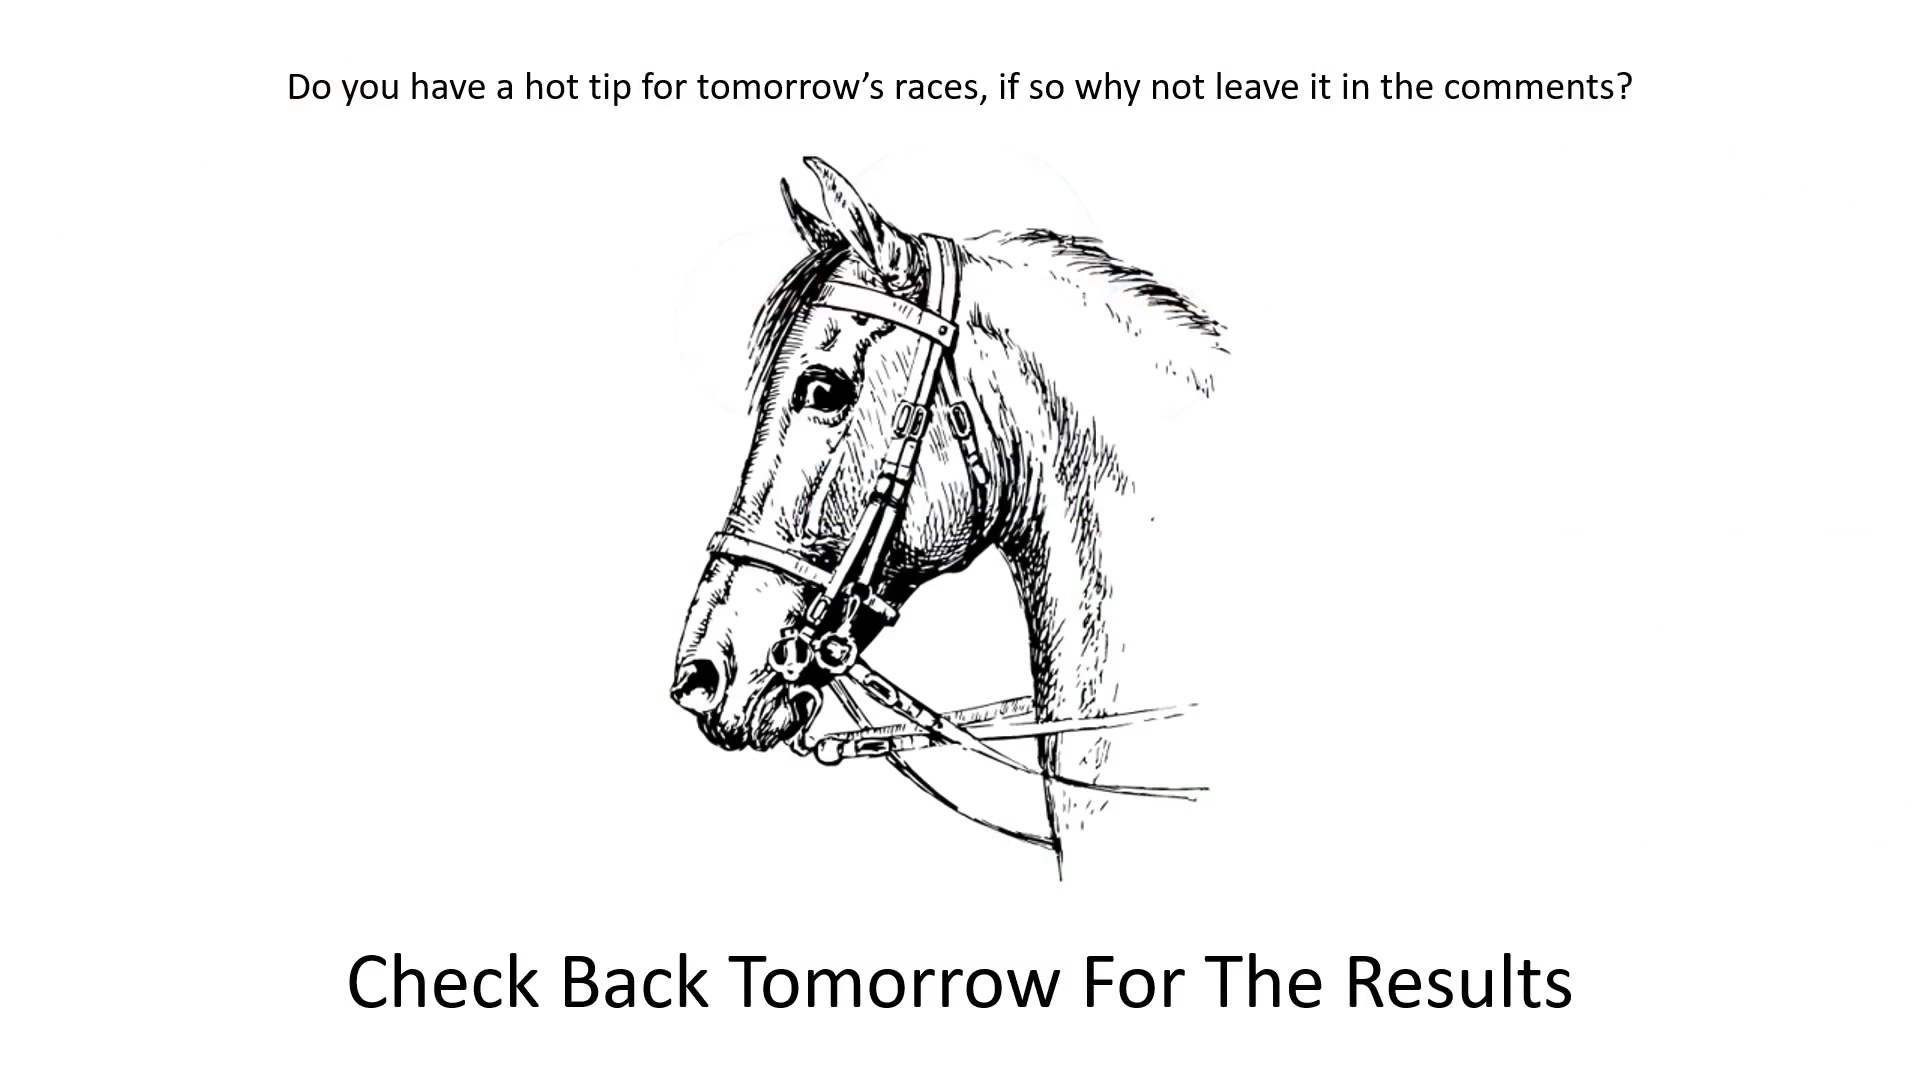 Do you have a hot tip for tomorrow’s races, if so why not leave it in the comments?
Check Back Tomorrow For The Results